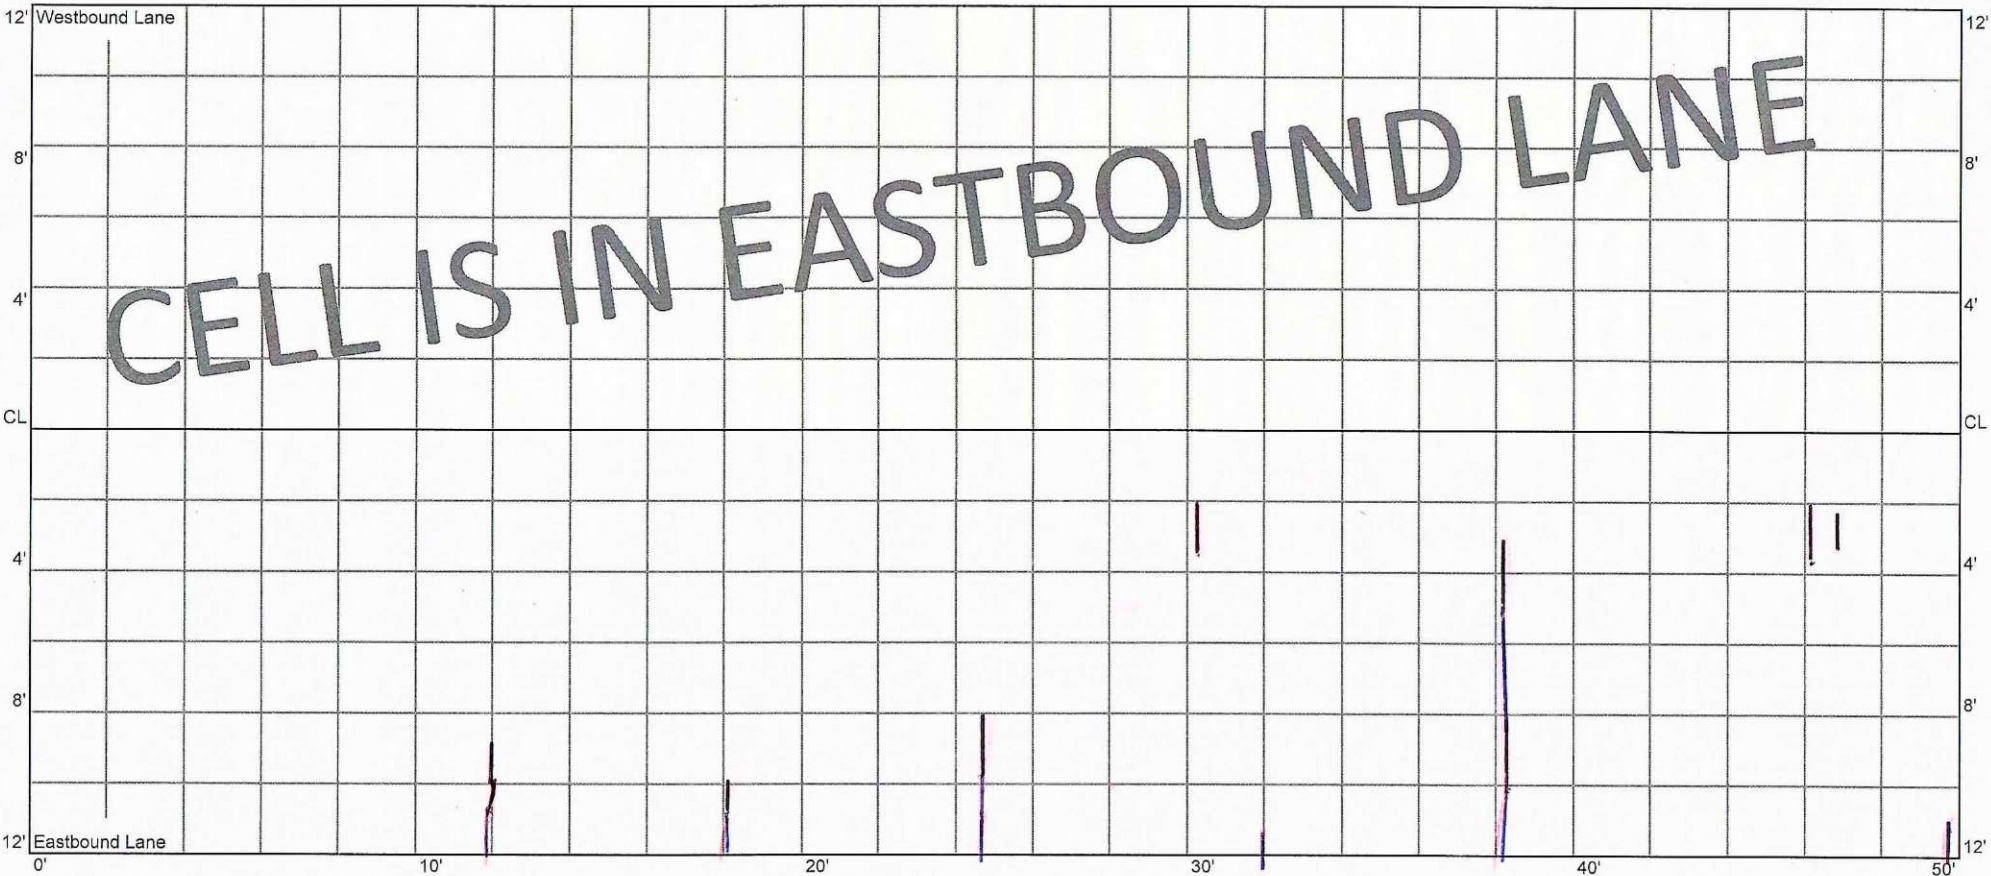 12' Westbound Lane 12'
CELL IS IN EASTBOUND LANE
8' 8'
4' 4'
CL CL
4' 4'
8' 8'
12' Eastbound Lane 12'
0' 10' 20' 30' 40' 50'